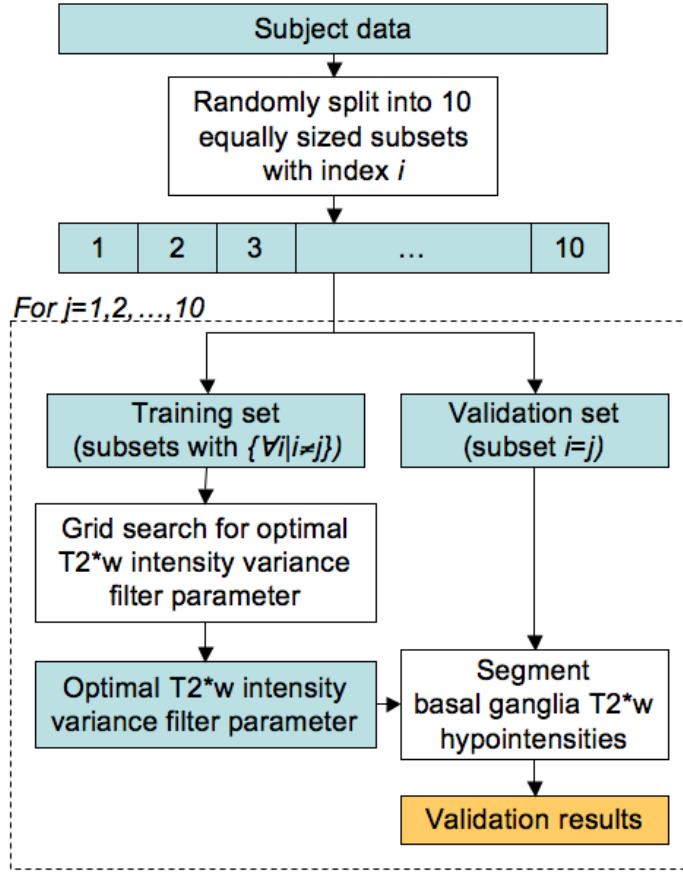 Subject data
Randomly split into 10
equally sized subsets
with index i
1 2 3 … 10
For j=1,2,…,10
Training set
(subsets with {∀i|i≠j})
Validation set
(subset i=j)
Grid search for optimal
T2*w intensity variance
filter parameter
Optimal T2*w intensity
variance filter parameter
Segment
basal ganglia T2*w
hypointensities
Validation results